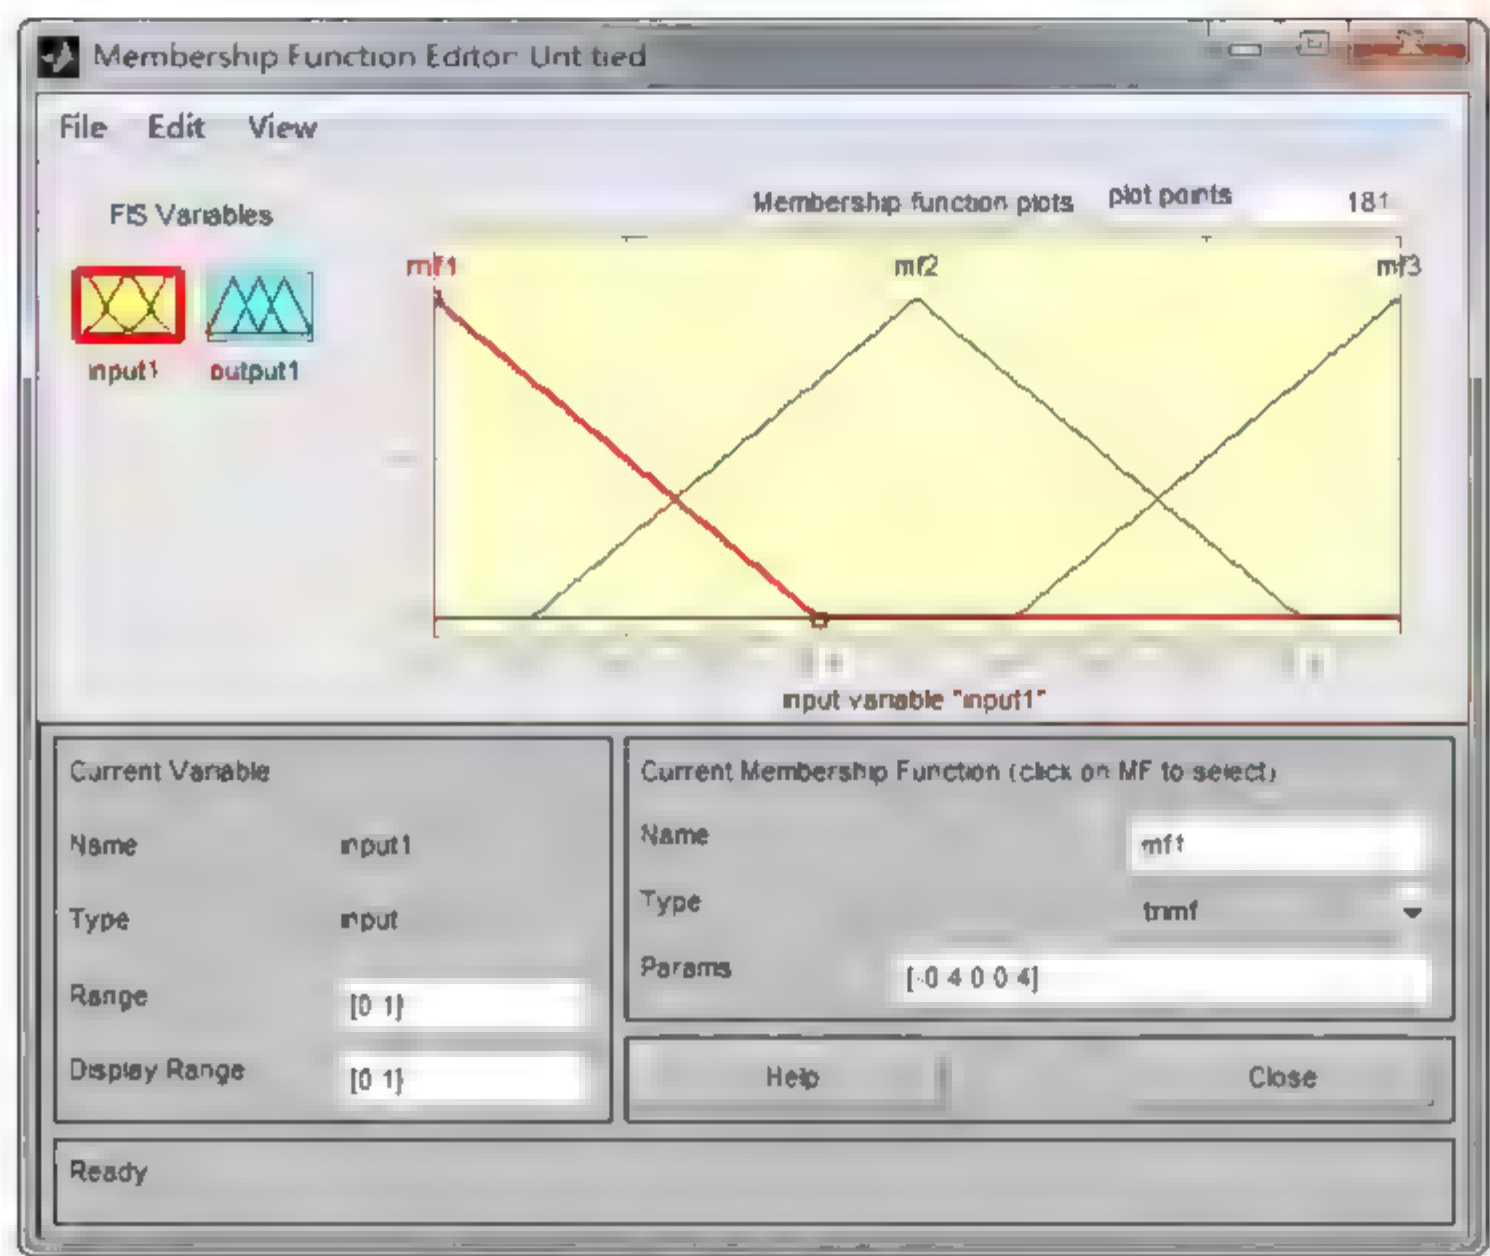 Membership Function Editor: Untitled
File Edit View
FIS Variables
Membership function plots plot points 181
mf1 mf2 mf3
input1 output1
input variable "input1"
Current Variable
Name input1
Type input
Range [0 1]
Display Range [0 1]
Current Membership Function (click on MF to select)
Name mf1
Type trimf
Params [-0 4 0 0 4]
Help Close
Ready